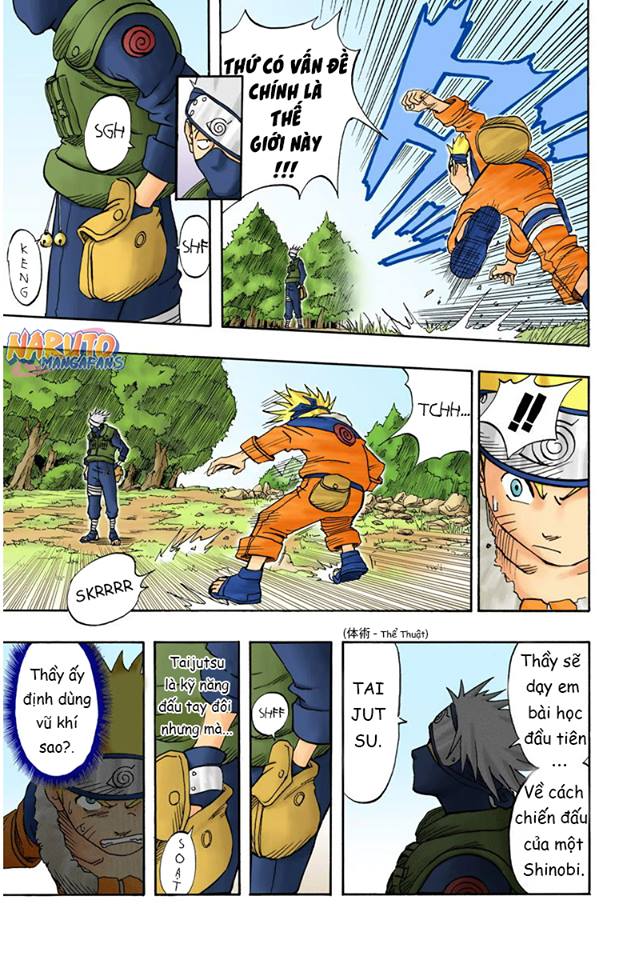 THỨ CÓ VẤN ĐỀ
CHÍNH LÀ
THẾ
GIỚI NÀY
!!!
SGH
SHF
KENG
NARUTO
MANGAFANS
!!
TCHH...
SKRRRR
(体術 - Thể Thuật)
Thầy sẽ
dạy em
bài học
đầu tiên
...
Về cách
chiến đấu
của một
Shinobi.
TAI
JUT
SU.
SHFF
Taijutsu
là kỹ năng
đấu tay đôi
nhưng mà...
SOẠT
Thầy ấy
định dùng
vũ khí
sao?.